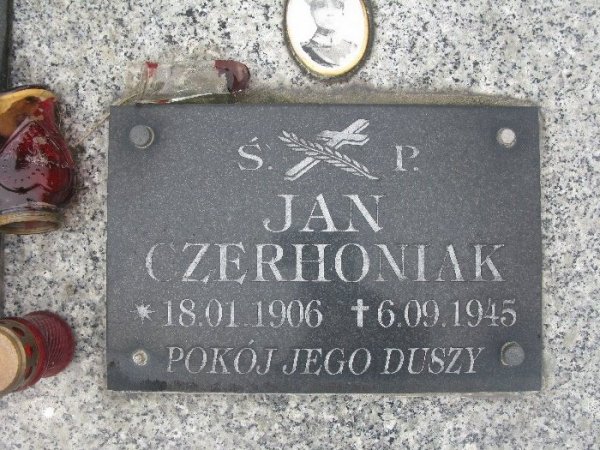 Ś. P.
JAN
CZERHONIAK
* 18.01.1906 † 6.09.1945
POKÓJ JEGO DUSZY